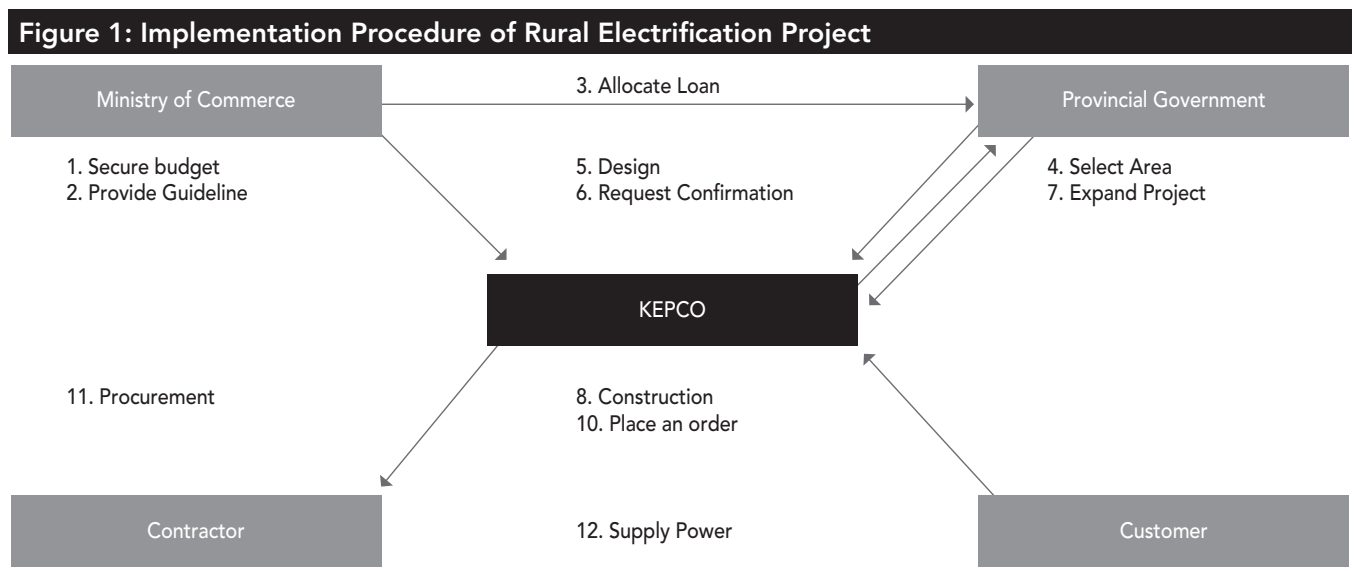 Figure 1: Implementation Procedure of Rural Electrification Project
Ministry of Commerce
3. Allocate Loan
Provincial Government
1. Secure budget
2. Provide Guideline
5. Design
6. Request Confirmation
4. Select Area
7. Expand Project
KEPCO
11. Procurement
8. Construction
10. Place an order
Contractor
12. Supply Power
Customer